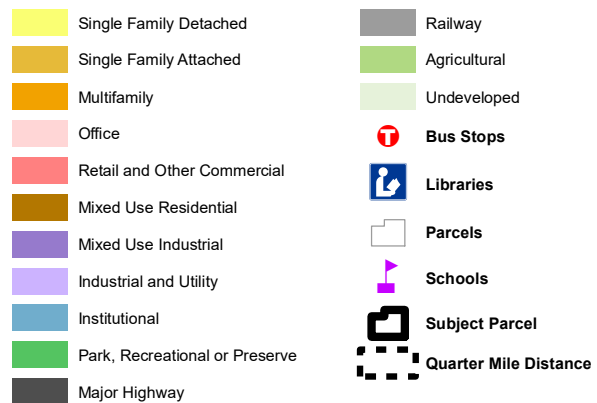 Single Family Detached
Single Family Attached
Multifamily
Office
Retail and Other Commercial
Mixed Use Residential
Mixed Use Industrial
Industrial and Utility
Institutional
Park, Recreational or Preserve
Major Highway
Railway
Agricultural
Undeveloped
T Bus Stops
Libraries
Parcels
Schools
Subject Parcel
Quarter Mile Distance